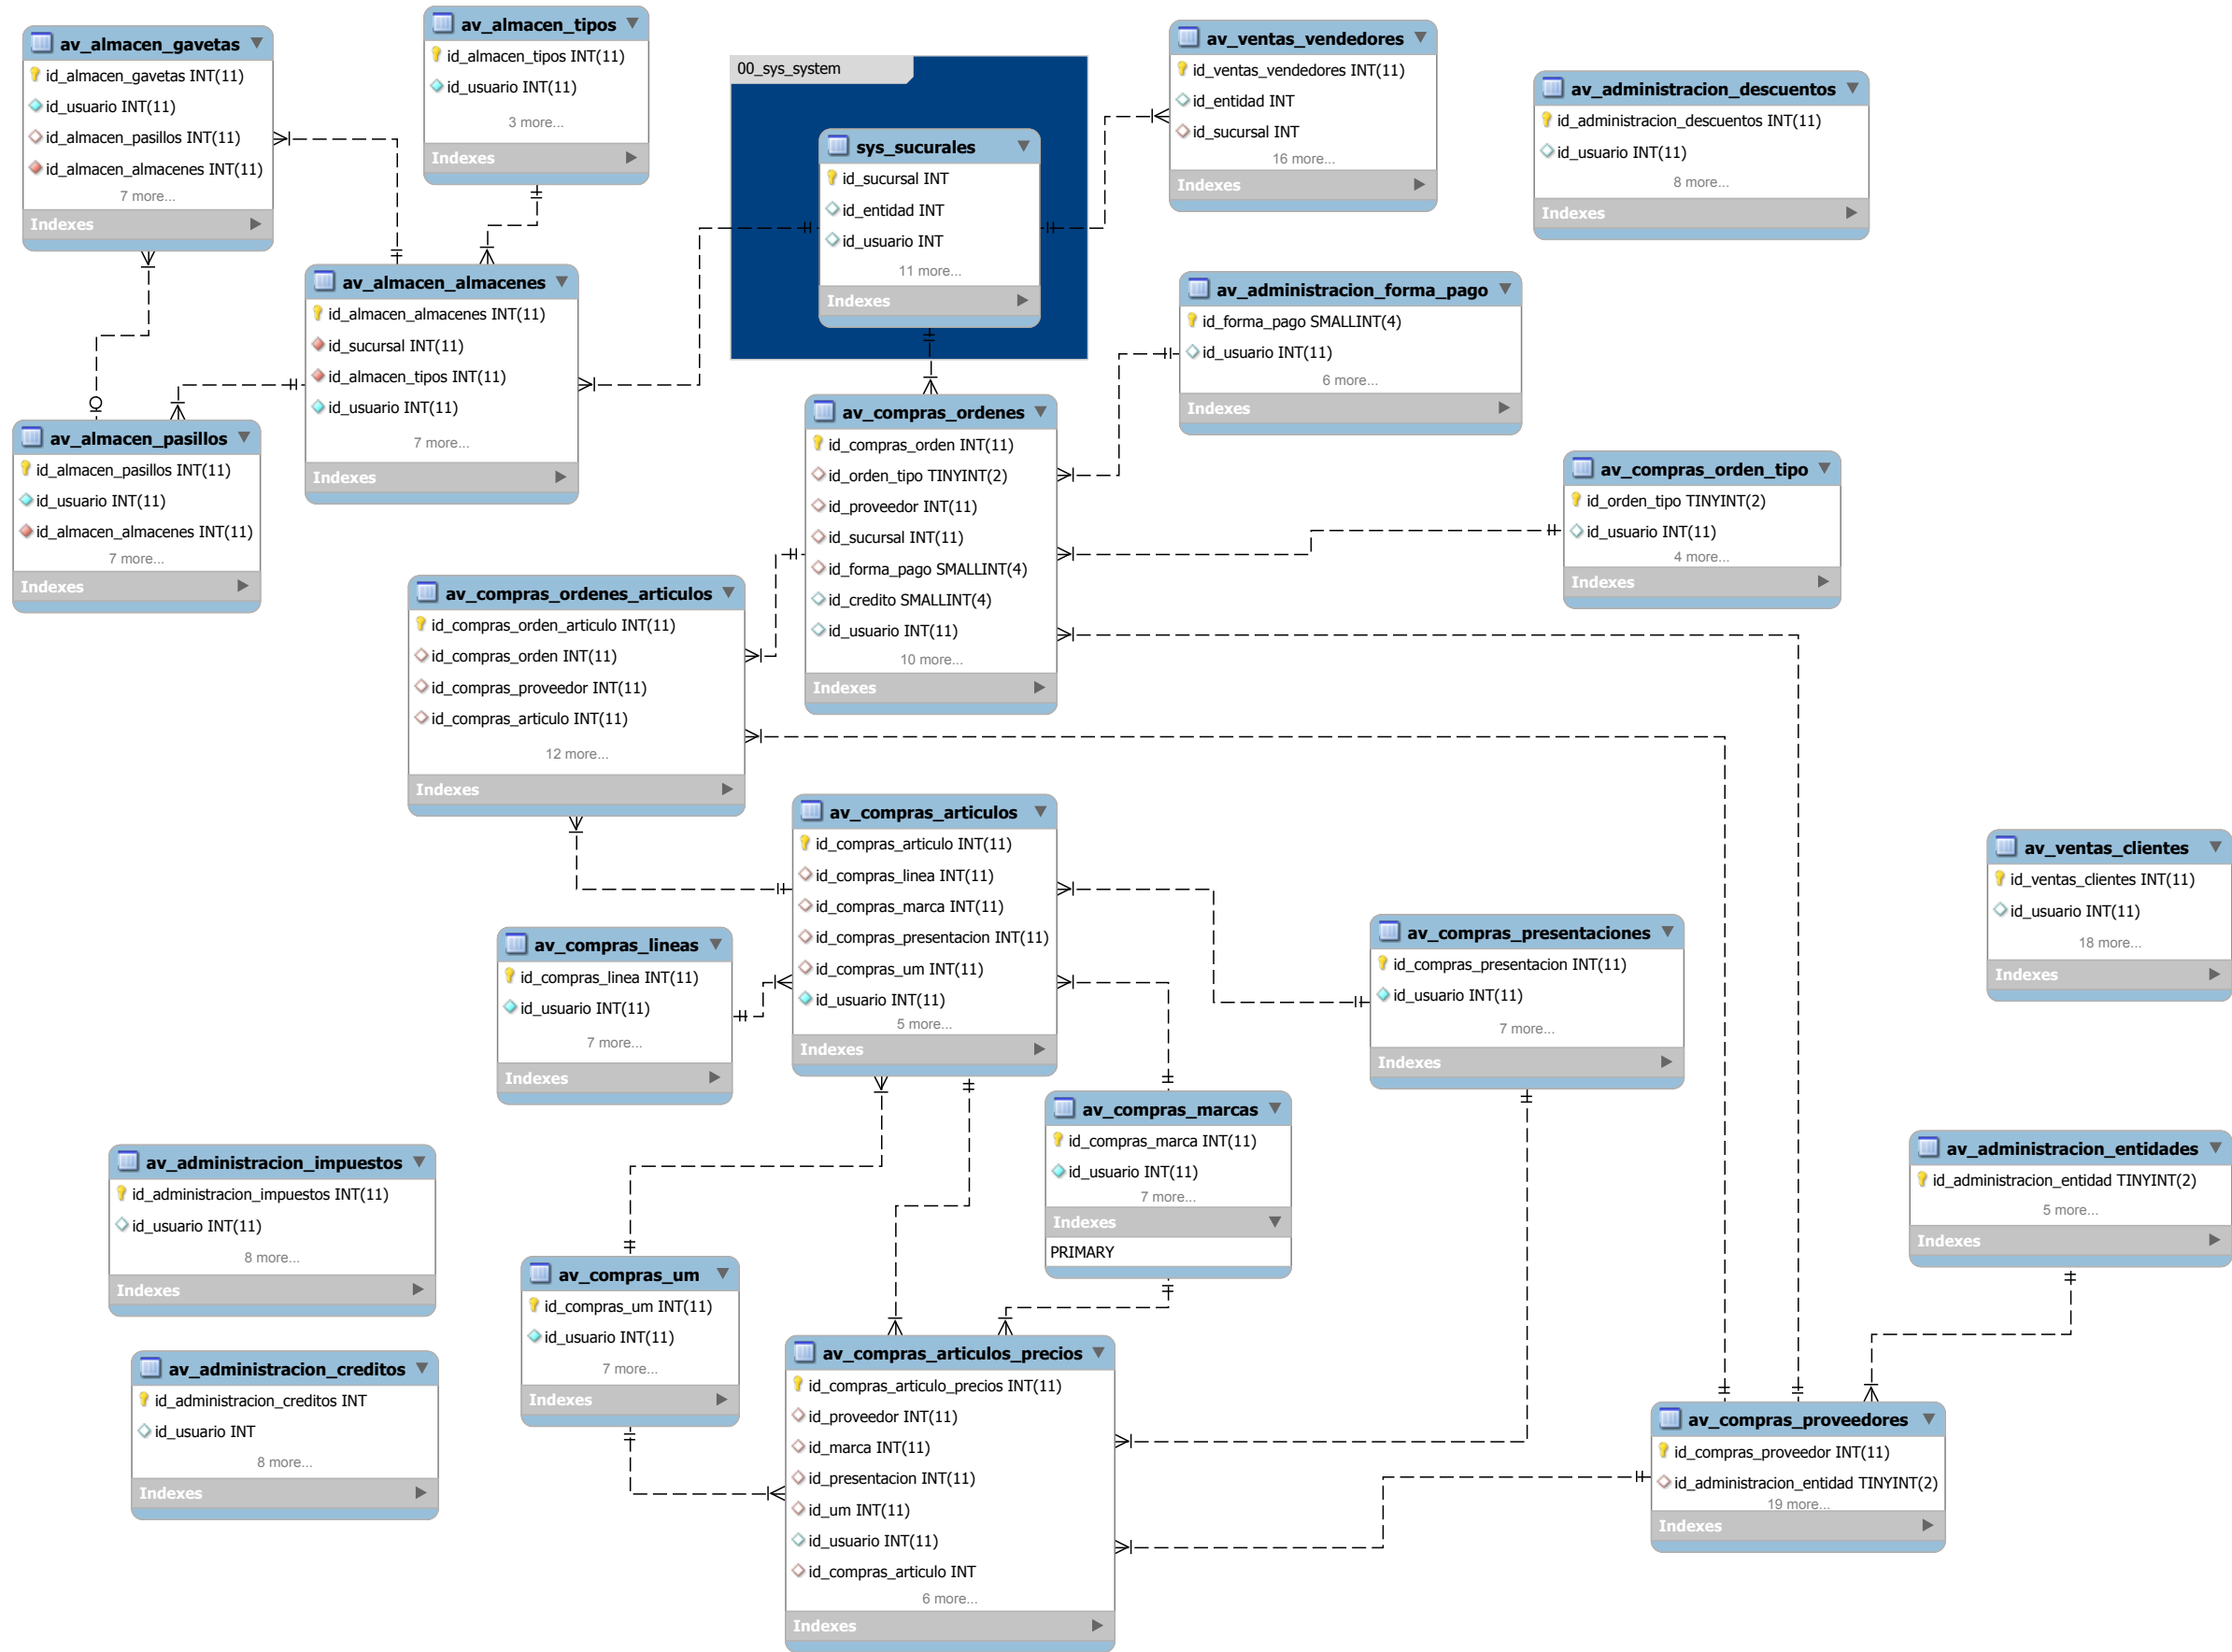 av_almacen_gavetas
id_almacen_gavetas INT(11)
id_usuario INT(11)
id_almacen_pasillos INT(11)
id_almacen_almacenes INT(11)
7 more...
Indexes
av_almacen_tipos
id_almacen_tipos INT(11)
id_usuario INT(11)
3 more...
Indexes
00_sys_system
sys_sucurales
id_sucursal INT
id_entidad INT
id_usuario INT
11 more...
Indexes
av_ventas_vendedores
id_ventas_vendedores INT(11)
id_entidad INT
id_sucursal INT
16 more...
Indexes
av_administracion_descuentos
id_administracion_descuentos INT(11)
id_usuario INT(11)
8 more...
Indexes
av_almacen_almacenes
id_almacen_almacenes INT(11)
id_sucursal INT(11)
id_almacen_tipos INT(11)
id_usuario INT(11)
7 more...
Indexes
av_administracion_forma_pago
id_forma_pago SMALLINT(4)
id_usuario INT(11)
6 more...
Indexes
av_almacen_pasillos
id_almacen_pasillos INT(11)
id_usuario INT(11)
id_almacen_almacenes INT(11)
7 more...
Indexes
av_compras_ordenes
id_compras_orden INT(11)
id_orden_tipo TINYINT(2)
id_proveedor INT(11)
id_sucursal INT(11)
id_forma_pago SMALLINT(4)
id_credito SMALLINT(4)
id_usuario INT(11)
10 more...
Indexes
av_compras_orden_tipo
id_orden_tipo TINYINT(2)
id_usuario INT(11)
4 more...
Indexes
av_compras_ordenes_articulos
id_compras_orden_articulo INT(11)
id_compras_orden INT(11)
id_compras_proveedor INT(11)
id_compras_articulo INT(11)
12 more...
Indexes
av_compras_articulos
id_compras_articulo INT(11)
id_compras_linea INT(11)
id_compras_marca INT(11)
id_compras_presentacion INT(11)
id_compras_um INT(11)
id_usuario INT(11)
5 more...
Indexes
av_ventas_clientes
id_ventas_clientes INT(11)
id_usuario INT(11)
18 more...
Indexes
av_compras_lineas
id_compras_linea INT(11)
id_usuario INT(11)
7 more...
Indexes
av_compras_presentaciones
id_compras_presentacion INT(11)
id_usuario INT(11)
7 more...
Indexes
av_compras_marcas
id_compras_marca INT(11)
id_usuario INT(11)
7 more...
Indexes
PRIMARY
av_administracion_impuestos
id_administracion_impuestos INT(11)
id_usuario INT(11)
8 more...
Indexes
av_administracion_entidades
id_administracion_entidad TINYINT(2)
5 more...
Indexes
av_compras_um
id_compras_um INT(11)
id_usuario INT(11)
7 more...
Indexes
av_administracion_creditos
id_administracion_creditos INT
id_usuario INT
8 more...
Indexes
av_compras_articulos_precios
id_compras_articulo_precios INT(11)
id_proveedor INT(11)
id_marca INT(11)
id_presentacion INT(11)
id_um INT(11)
id_usuario INT(11)
id_compras_articulo INT
6 more...
Indexes
av_compras_proveedores
id_compras_proveedor INT(11)
id_administracion_entidad TINYINT(2)
19 more...
Indexes